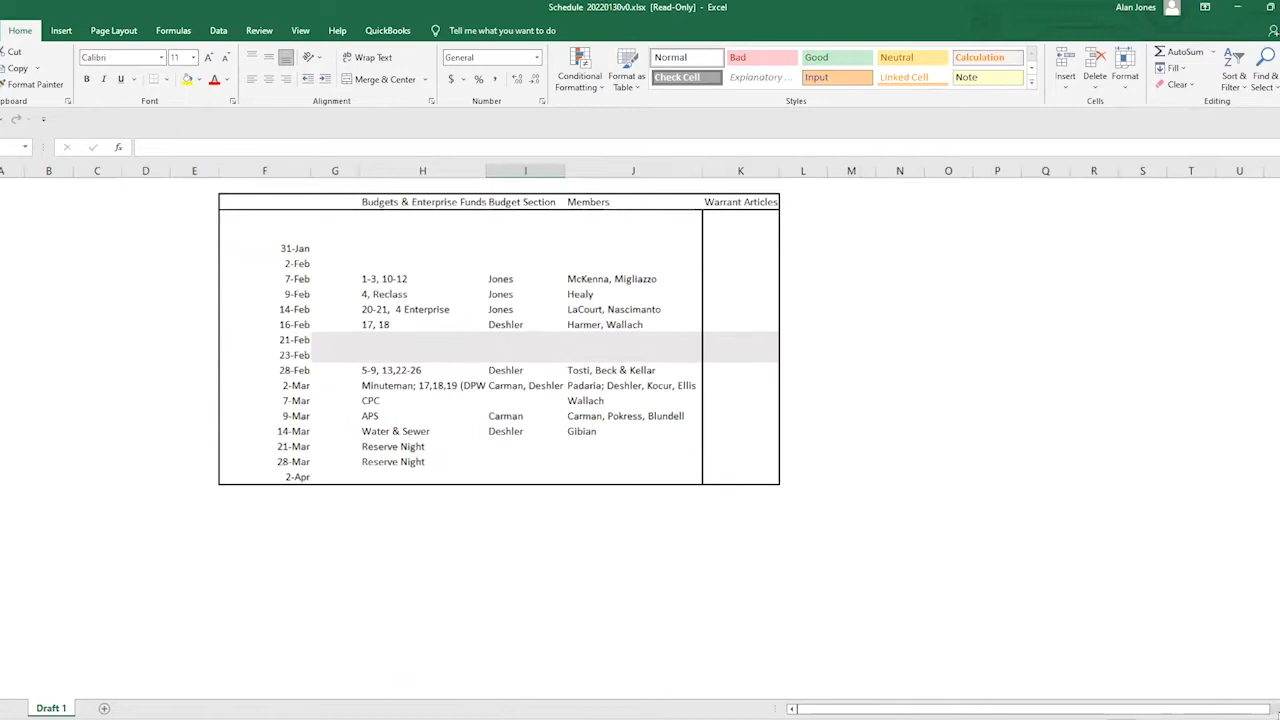 Schedule 20220130v0.xlsx [Read-Only] - Excel
Alan Jones
Home Insert Page Layout Formulas Data Review View Help QuickBooks Tell me what you want to do
Cut
Copy
Format Painter
Calibri 11
B I U
Wrap Text
Merge & Center
General
$ % ,
Conditional Formatting
Format as Table
Normal Bad Good Neutral Calculation
Check Cell Explanatory ... Input Linked Cell Note
Insert Delete Format
AutoSum
Fill
Clear
Sort & Filter
Find & Select
Font Alignment Number Styles Cells Editing
fx
B C D E F G H I J K L M N O P Q R S T U
Budgets & Enterprise Funds Budget Section Members Warrant Articles
31-Jan
2-Feb
7-Feb 1-3, 10-12 Jones McKenna, Migliazzo
9-Feb 4, Reclass Jones Healy
14-Feb 20-21, 4 Enterprise Jones LaCourt, Nascimanto
16-Feb 17, 18 Deshler Harmer, Wallach
21-Feb
23-Feb
28-Feb 5-9, 13,22-26 Deshler Tosti, Beck & Kellar
2-Mar Minuteman; 17,18,19 (DPW Carman, Deshler Padaria; Deshler, Kocur, Ellis
7-Mar CPC Wallach
9-Mar APS Carman Carman, Pokress, Blundell
14-Mar Water & Sewer Deshler Gibian
21-Mar Reserve Night
28-Mar Reserve Night
2-Apr
Draft 1